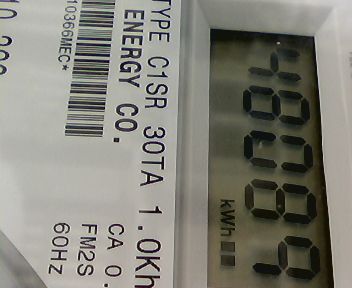 kWh
TYPE C1SR 30TA 1.0Kh
ENERGY CO.
CA 0.
FM2S
60HZ
10366MEC*